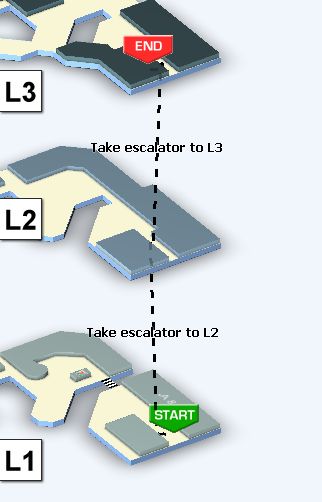 END
L3
Take escalator to L3
L2
Take escalator to L2
START
L1